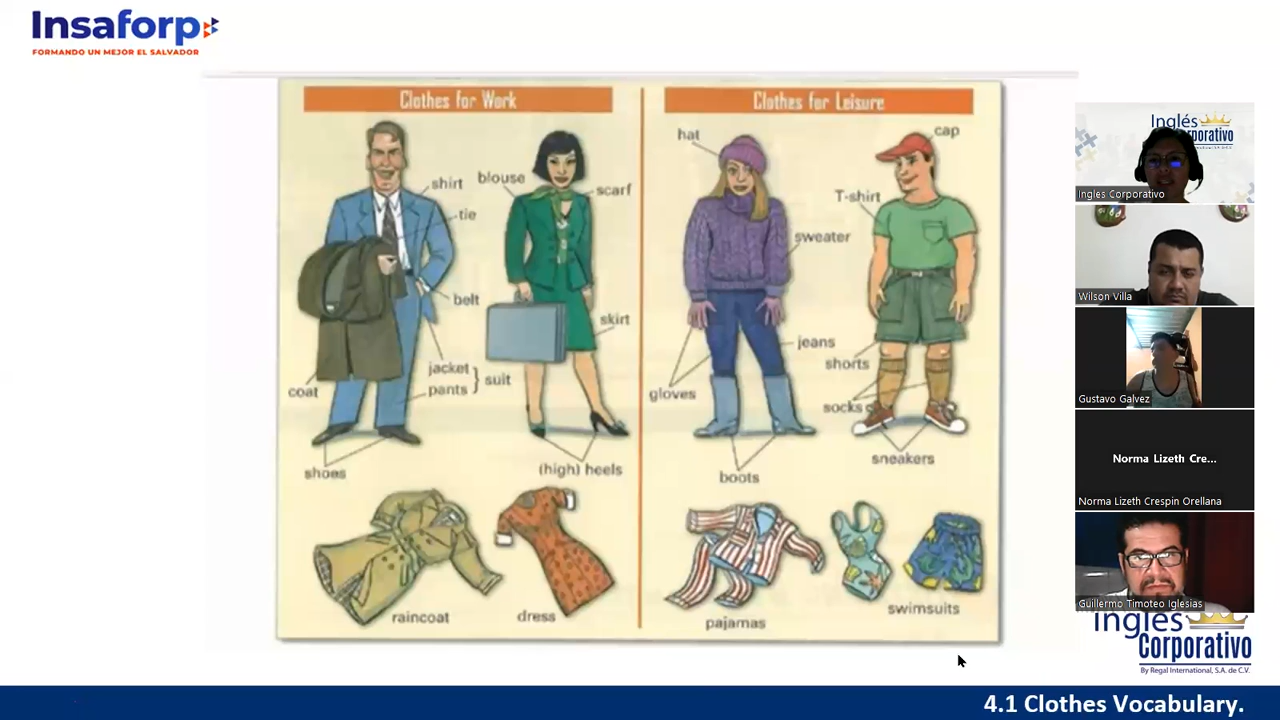 Insaforp
FORMANDO UN MEJOR EL SALVADOR
Clothes for Work
shirt
tie
blouse
scarf
belt
skirt
jacket
pants
suit
coat
shoes
(high) heels
raincoat
dress
Clothes for Leisure
hat
cap
T-shirt
sweater
jeans
shorts
gloves
socks
sneakers
boots
pajamas
swimsuits
Inglés
Corporativo
Ingles Corporativo
Wilson Villa
Gustavo Galvez
Norma Lizeth Cre...
Norma Lizeth Crespin Orellana
Guillermo Timoteo Iglesias
Inglés
Corporativo
By Regal International, S.A. de C.V.
4.1 Clothes Vocabulary.